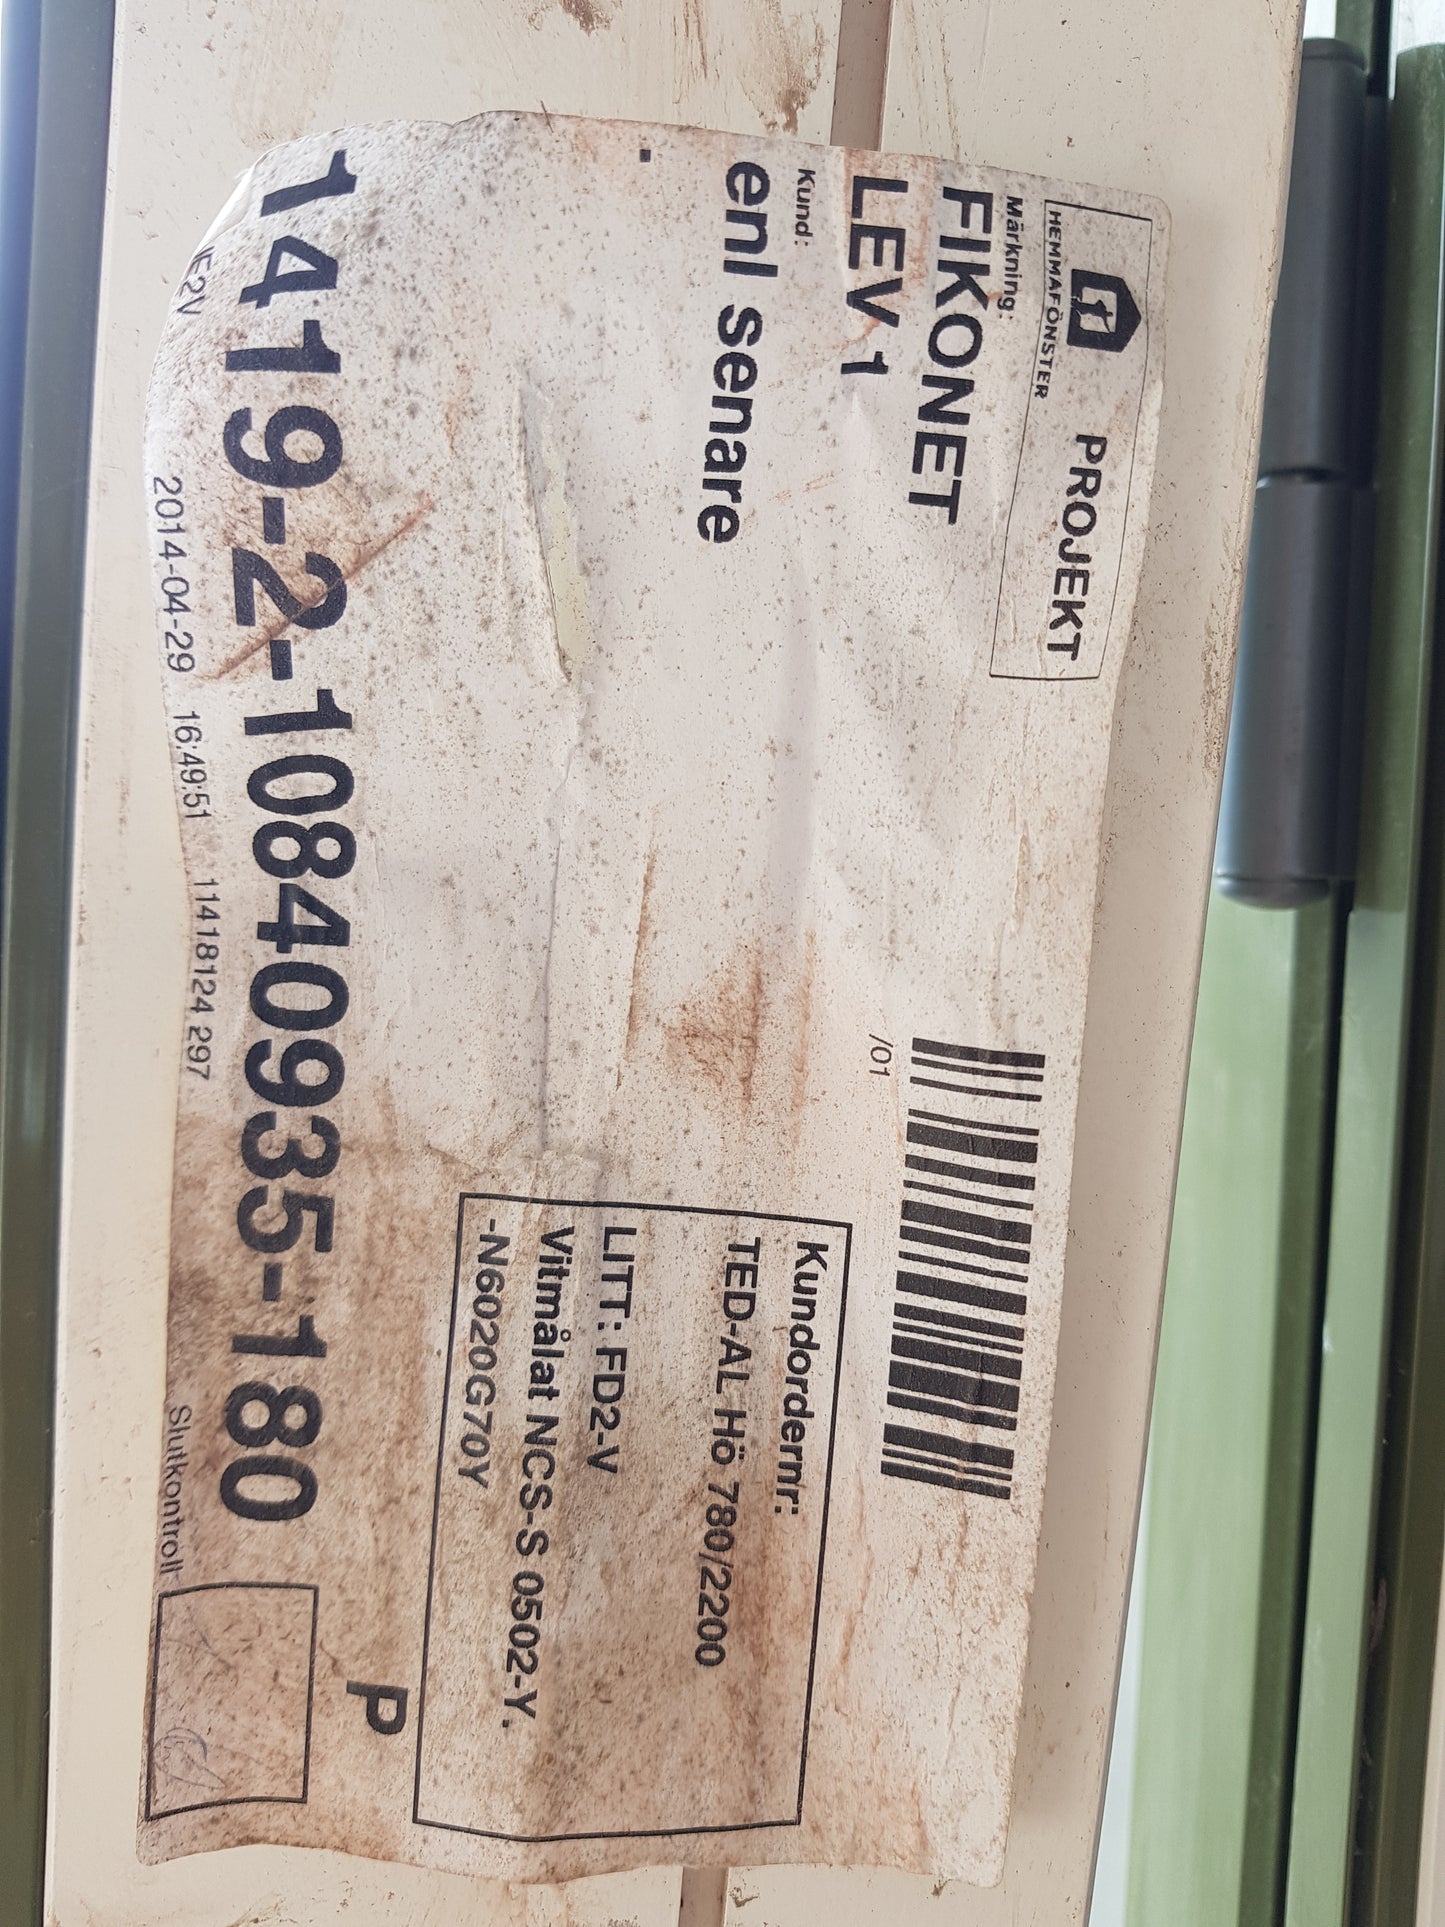 HEMMAFÖNSTER
PROJEKT
Märkning:
FIKONET
LEV 1
Kund:
enl senare
.
/01
Kundordernr:
TED-AL Hö 780/2200
LITT: FD2-V
Vitmålat NCS-S 0502-Y.
-N6020G70Y
P
1419-2-10840935-180
2014-04-29 16:49:51 11418124 297
Slutkontroll